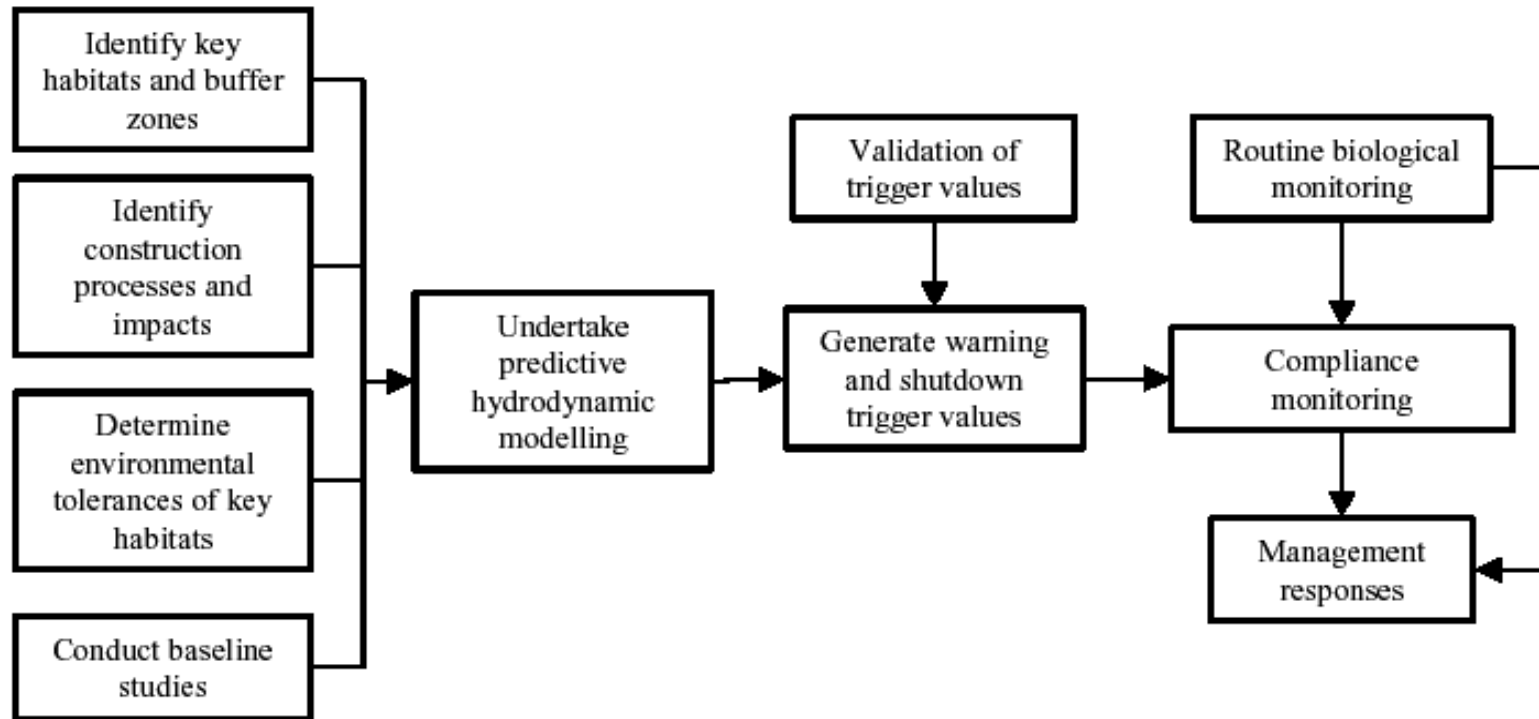 Identify key
habitats and buffer
zones
Identify
construction
processes and
impacts
Determine
environmental
tolerances of key
habitats
Conduct baseline
studies
Undertake
predictive
hydrodynamic
modelling
Validation of
trigger values
Generate warning
and shutdown
trigger values
Routine biological
monitoring
Compliance
monitoring
Management
responses